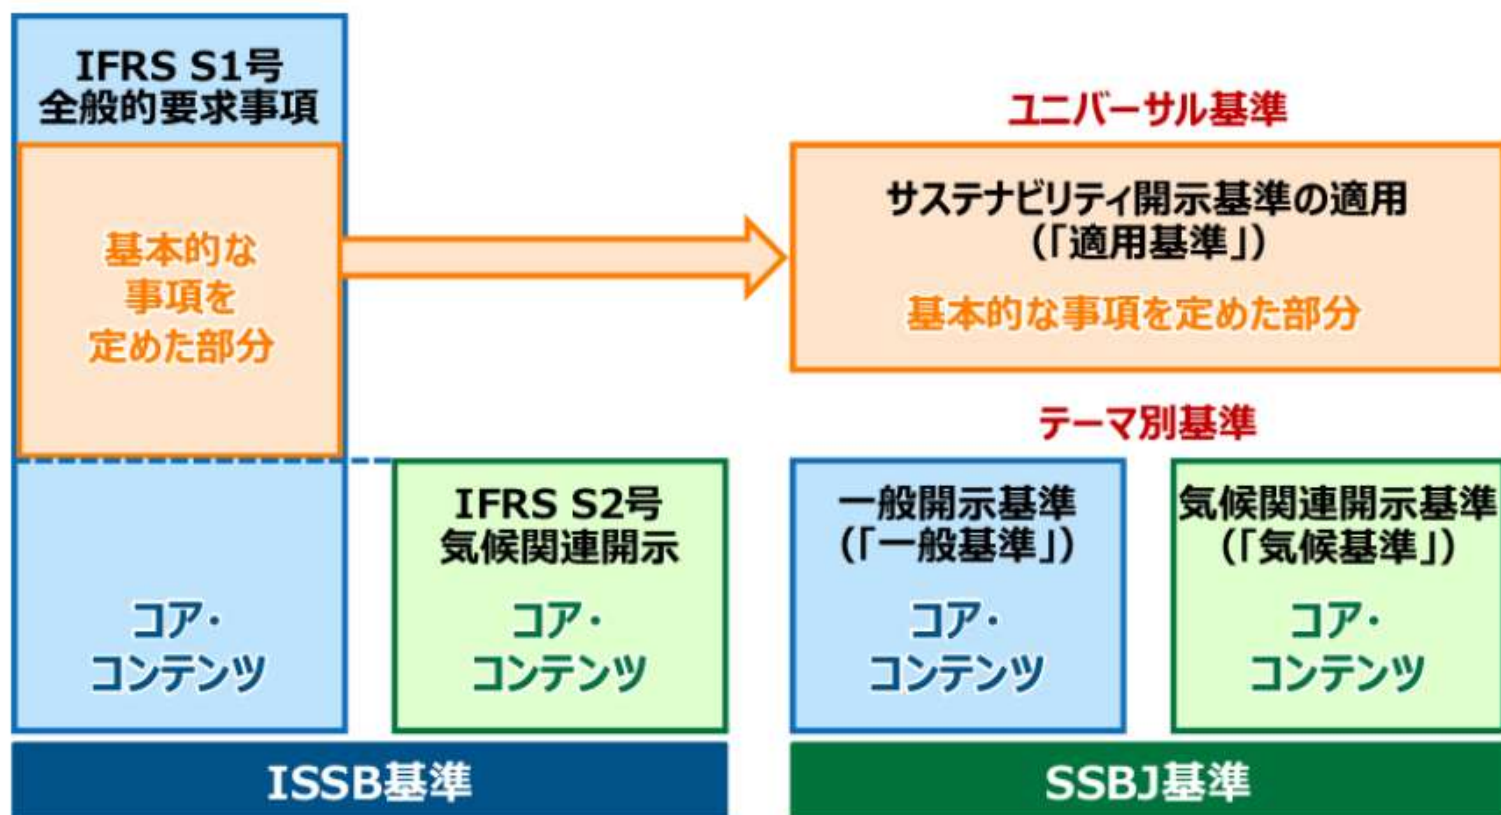 IFRS S1号
全般的要求事項
基本的な
事項を
定めた部分
コア・
コンテンツ
IFRS S2号
気候関連開示
コア・
コンテンツ
ISSB基準
ユニバーサル基準
サステナビリティ開示基準の適用
（「適用基準」）
基本的な事項を定めた部分
テーマ別基準
一般開示基準
（「一般基準」）
コア・
コンテンツ
気候関連開示基準
（「気候基準」）
コア・
コンテンツ
SSBJ基準